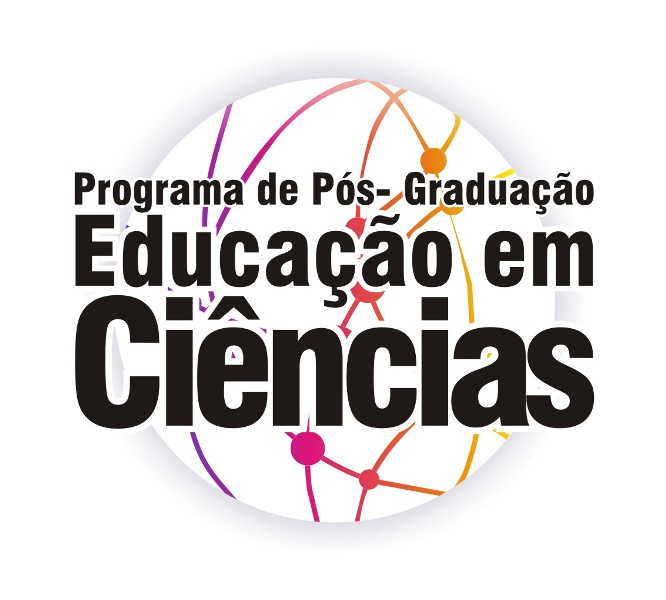 Programa de Pós- Graduação
Educação em
Ciências